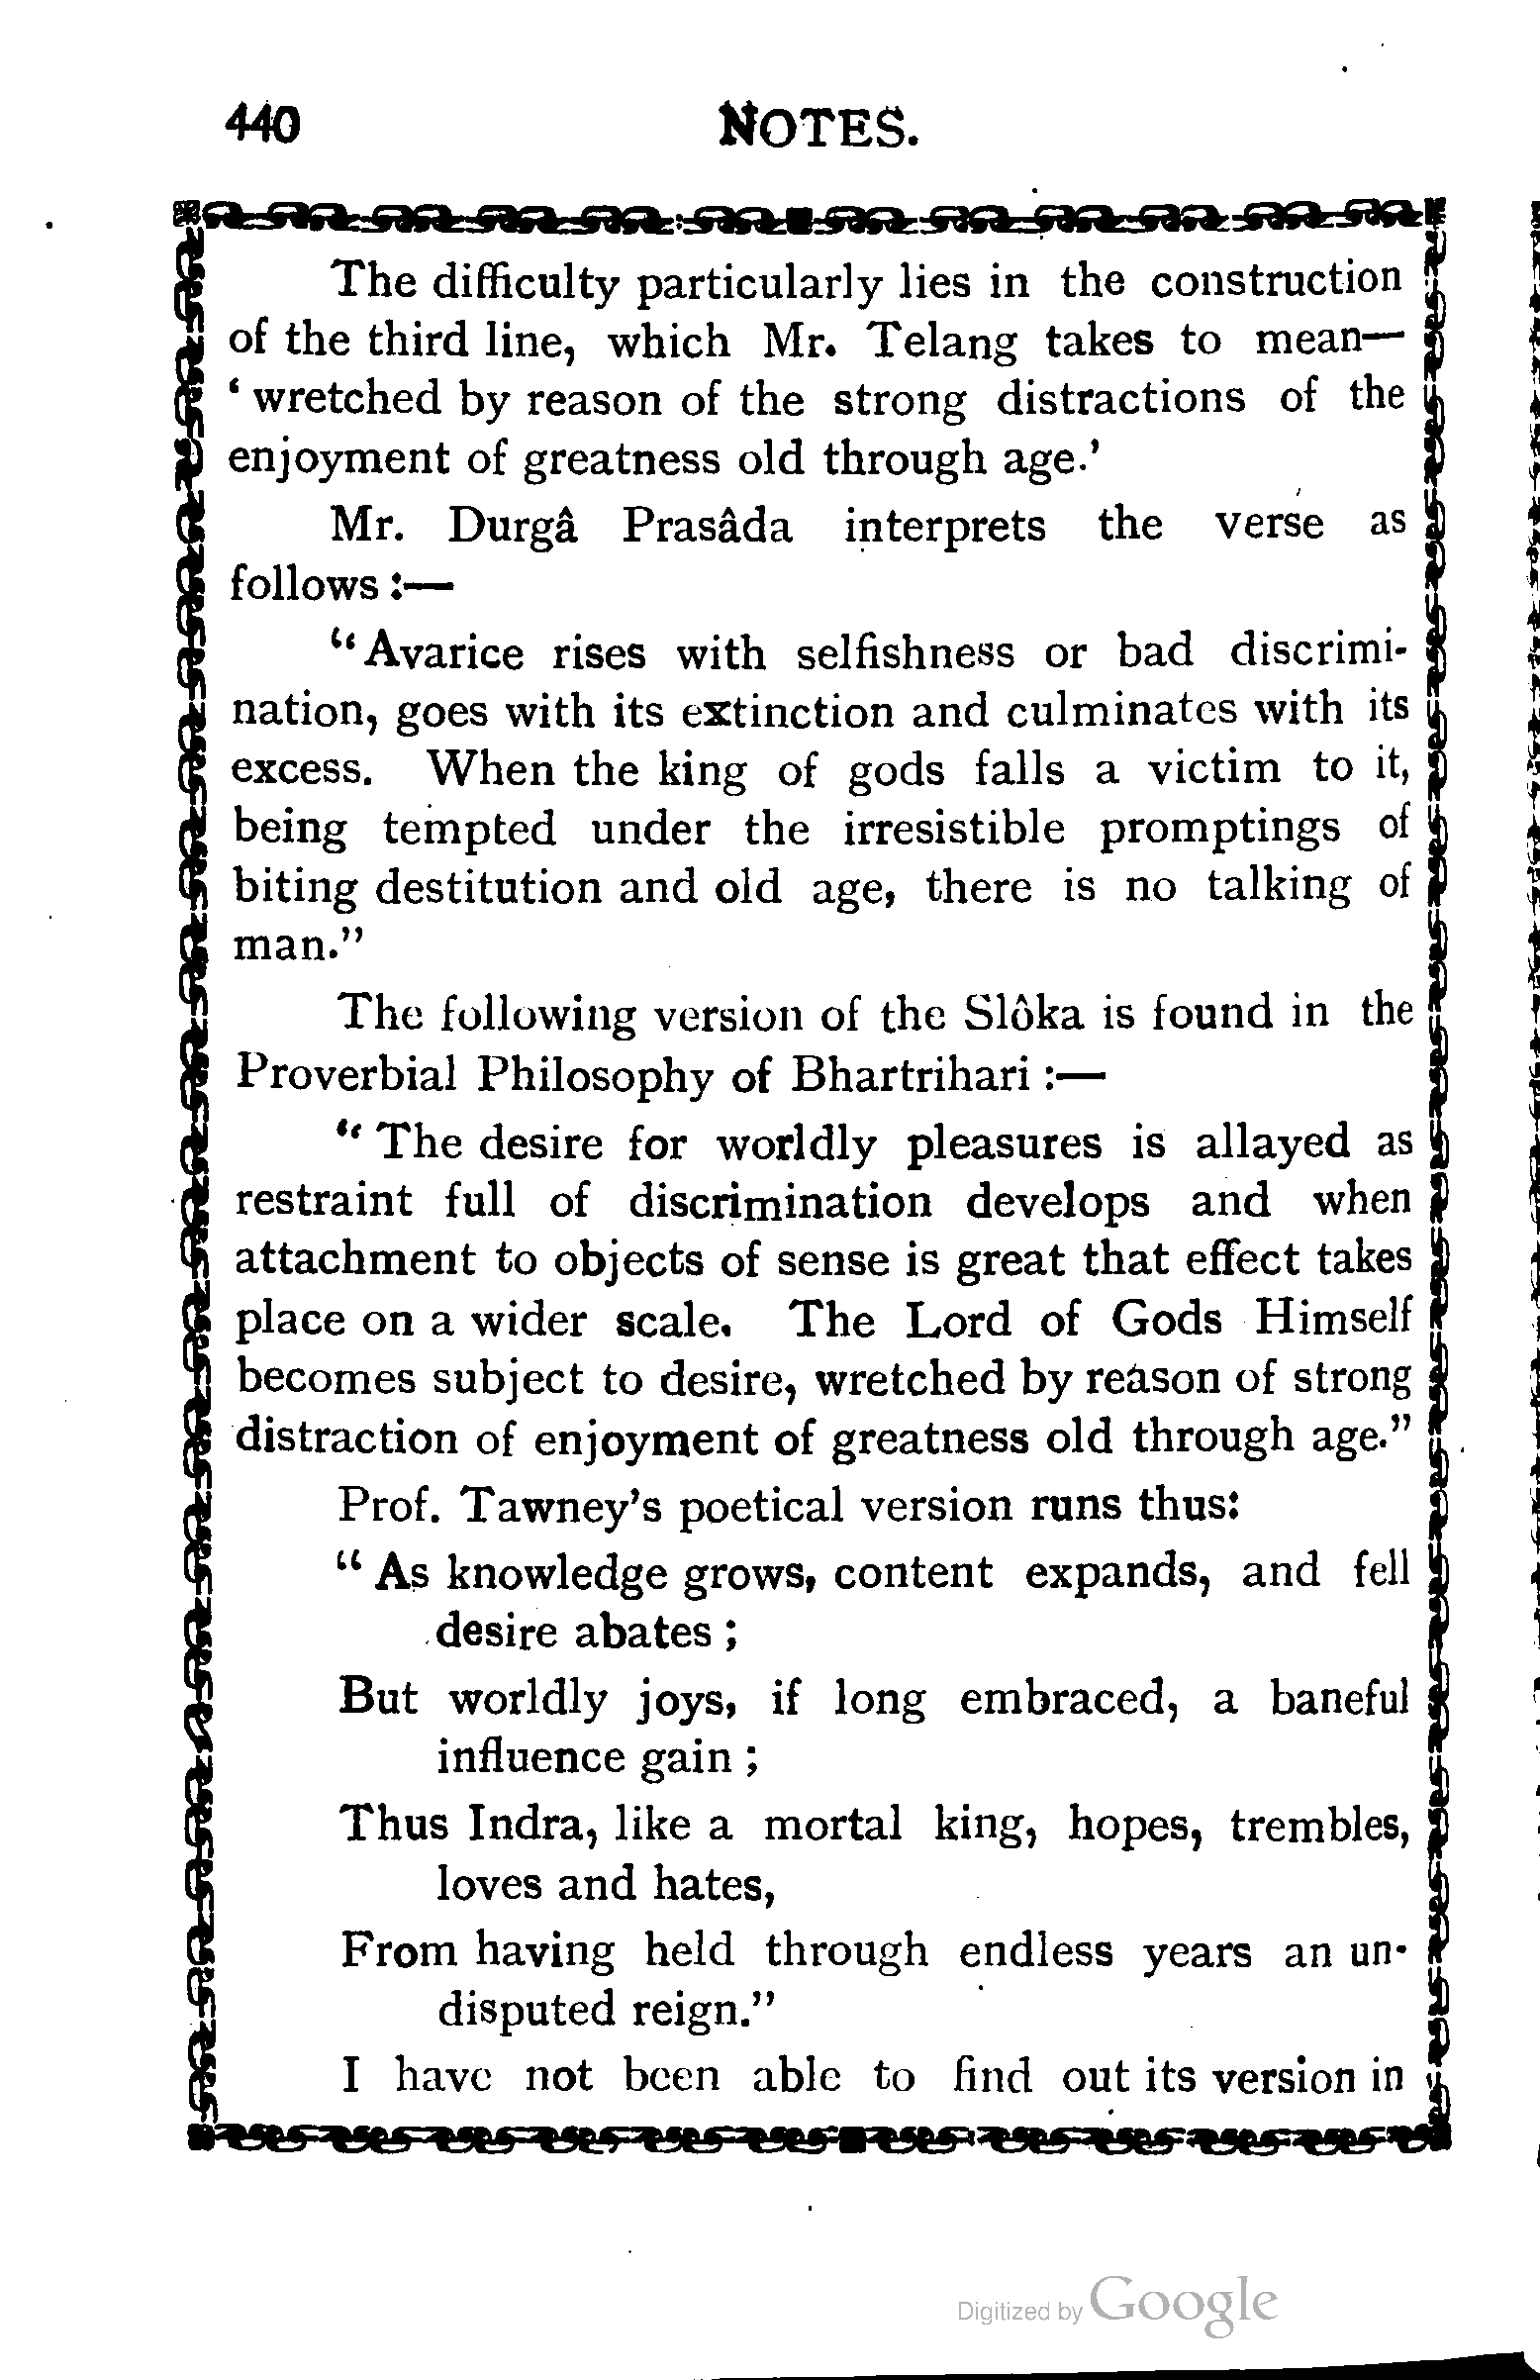 440
NOTES.
The difficulty particularly lies in the construction
of the third line, which Mr. Telang takes to mean—
‘ wretched by reason of the strong distractions of the
enjoyment of greatness old through age.’
Mr. Durgâ Prasâda interprets the verse as
follows :—
“Avarice rises with selfishness or bad discrimi-
nation, goes with its extinction and culminates with its
excess. When the king of gods falls a victim to it,
being tempted under the irresistible promptings of
biting destitution and old age, there is no talking of
man.”
The following version of the Slôka is found in the
Proverbial Philosophy of Bhartrihari :—
“ The desire for worldly pleasures is allayed as
restraint full of discrimination develops and when
attachment to objects of sense is great that effect takes
place on a wider scale. The Lord of Gods Himself
becomes subject to desire, wretched by reason of strong
distraction of enjoyment of greatness old through age.”
Prof. Tawney’s poetical version runs thus:
“ As knowledge grows, content expands, and fell
desire abates ;
But worldly joys, if long embraced, a baneful
influence gain ;
Thus Indra, like a mortal king, hopes, trembles,
loves and hates,
From having held through endless years an un-
disputed reign.”
I have not been able to find out its version in
Digitized by Google